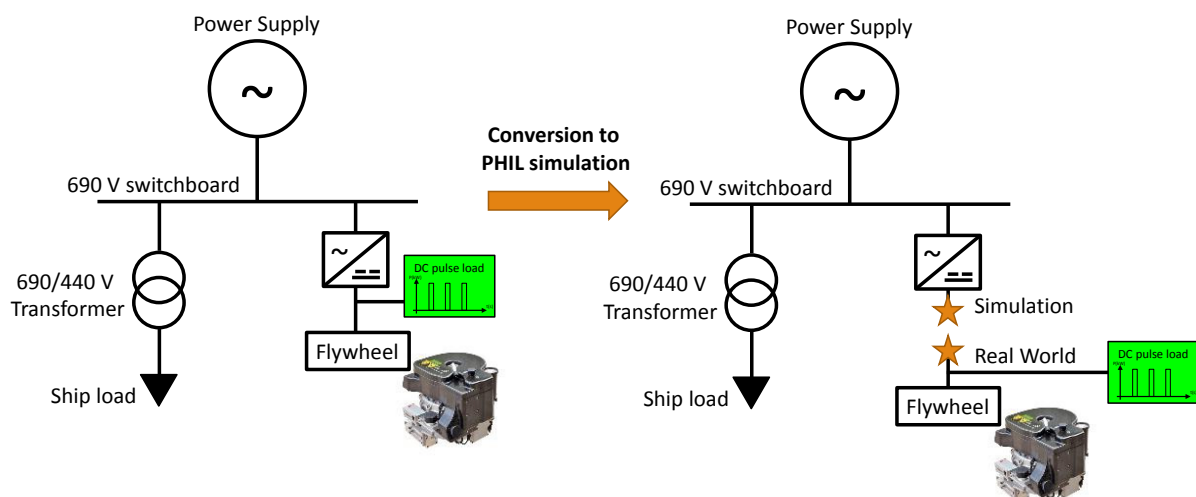 Power Supply
690 V switchboard
690/440 V
Transformer
Ship load
DC pulse load
Flywheel
Conversion to
PHIL simulation
Power Supply
690 V switchboard
690/440 V
Transformer
Ship load
Simulation
Real World
DC pulse load
Flywheel